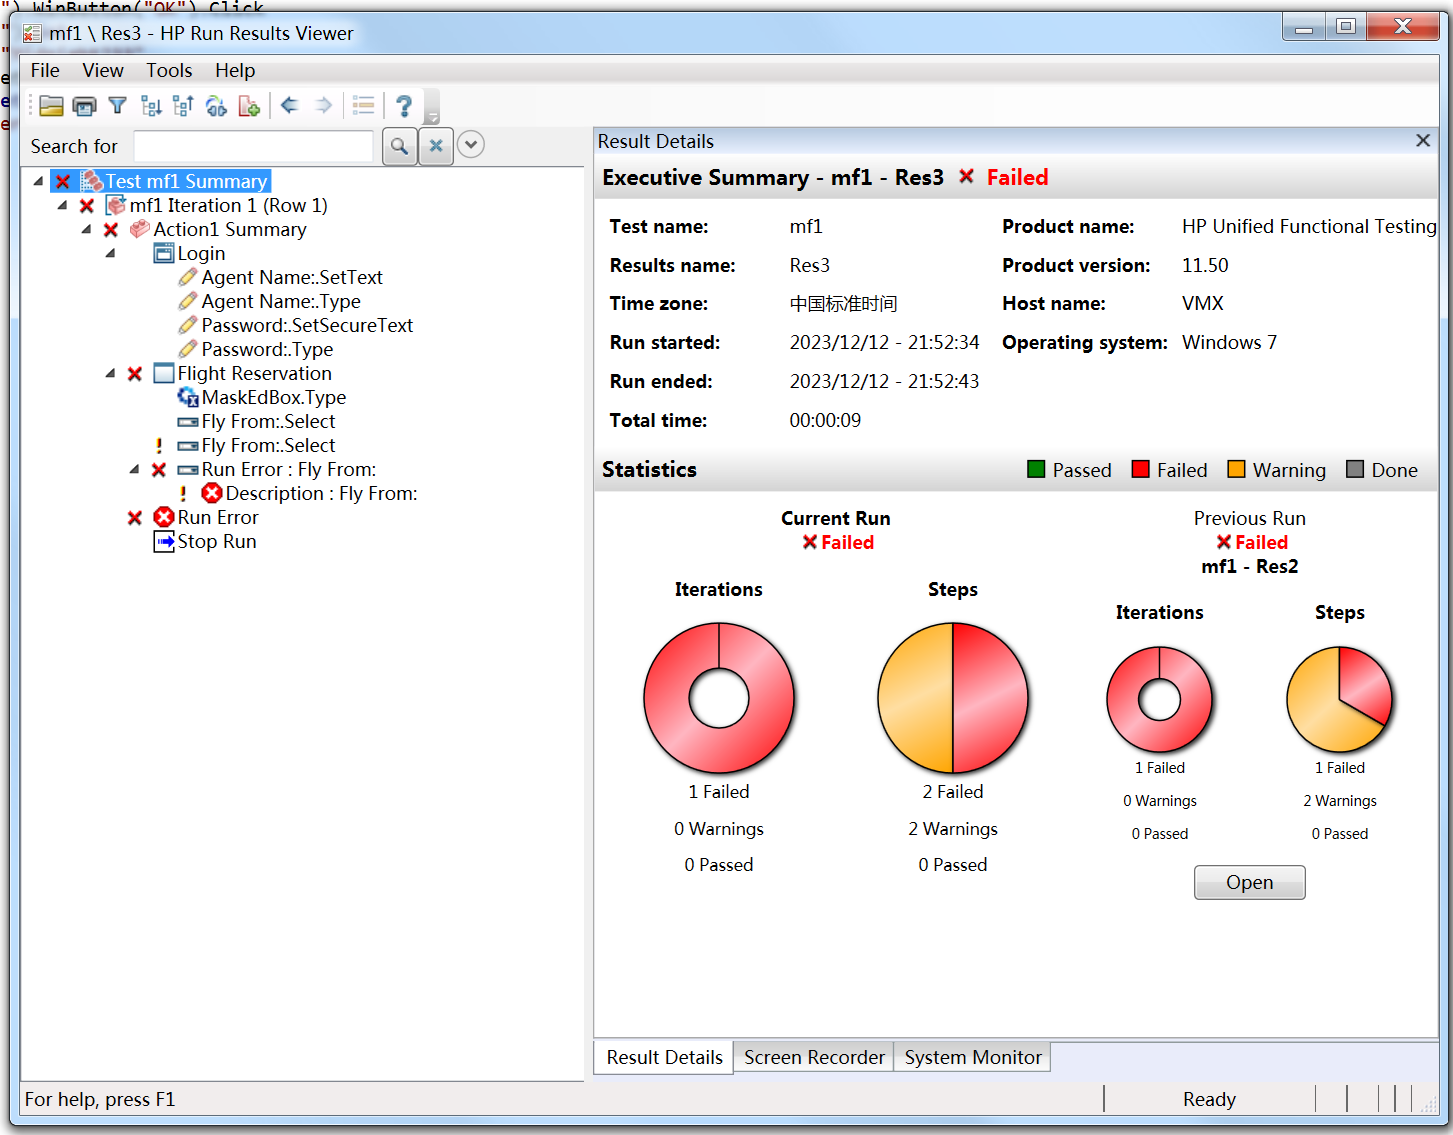 ") WinButton("OK") Click
mf1 \ Res3 - HP Run Results Viewer
File View Tools Help
Search for
Test mf1 Summary
mf1 Iteration 1 (Row 1)
Action1 Summary
Login
Agent Name:.SetText
Agent Name:.Type
Password:.SetSecureText
Password:.Type
Flight Reservation
MaskEdBox.Type
Fly From:.Select
! Fly From:.Select
Run Error : Fly From:
! Description : Fly From:
Run Error
Stop Run
Result Details
Executive Summary - mf1 - Res3 Failed
Test name: mf1 Product name: HP Unified Functional Testing
Results name: Res3 Product version: 11.50
Time zone: 中国标准时间 Host name: VMX
Run started: 2023/12/12 - 21:52:34 Operating system: Windows 7
Run ended: 2023/12/12 - 21:52:43
Total time: 00:00:09
Statistics Passed Failed Warning Done
Current Run
Failed
Iterations Steps
1 Failed 2 Failed
0 Warnings 2 Warnings
0 Passed 0 Passed
Previous Run
Failed
mf1 - Res2
Iterations Steps
1 Failed 1 Failed
0 Warnings 2 Warnings
0 Passed 0 Passed
Open
Result Details Screen Recorder System Monitor
For help, press F1 Ready